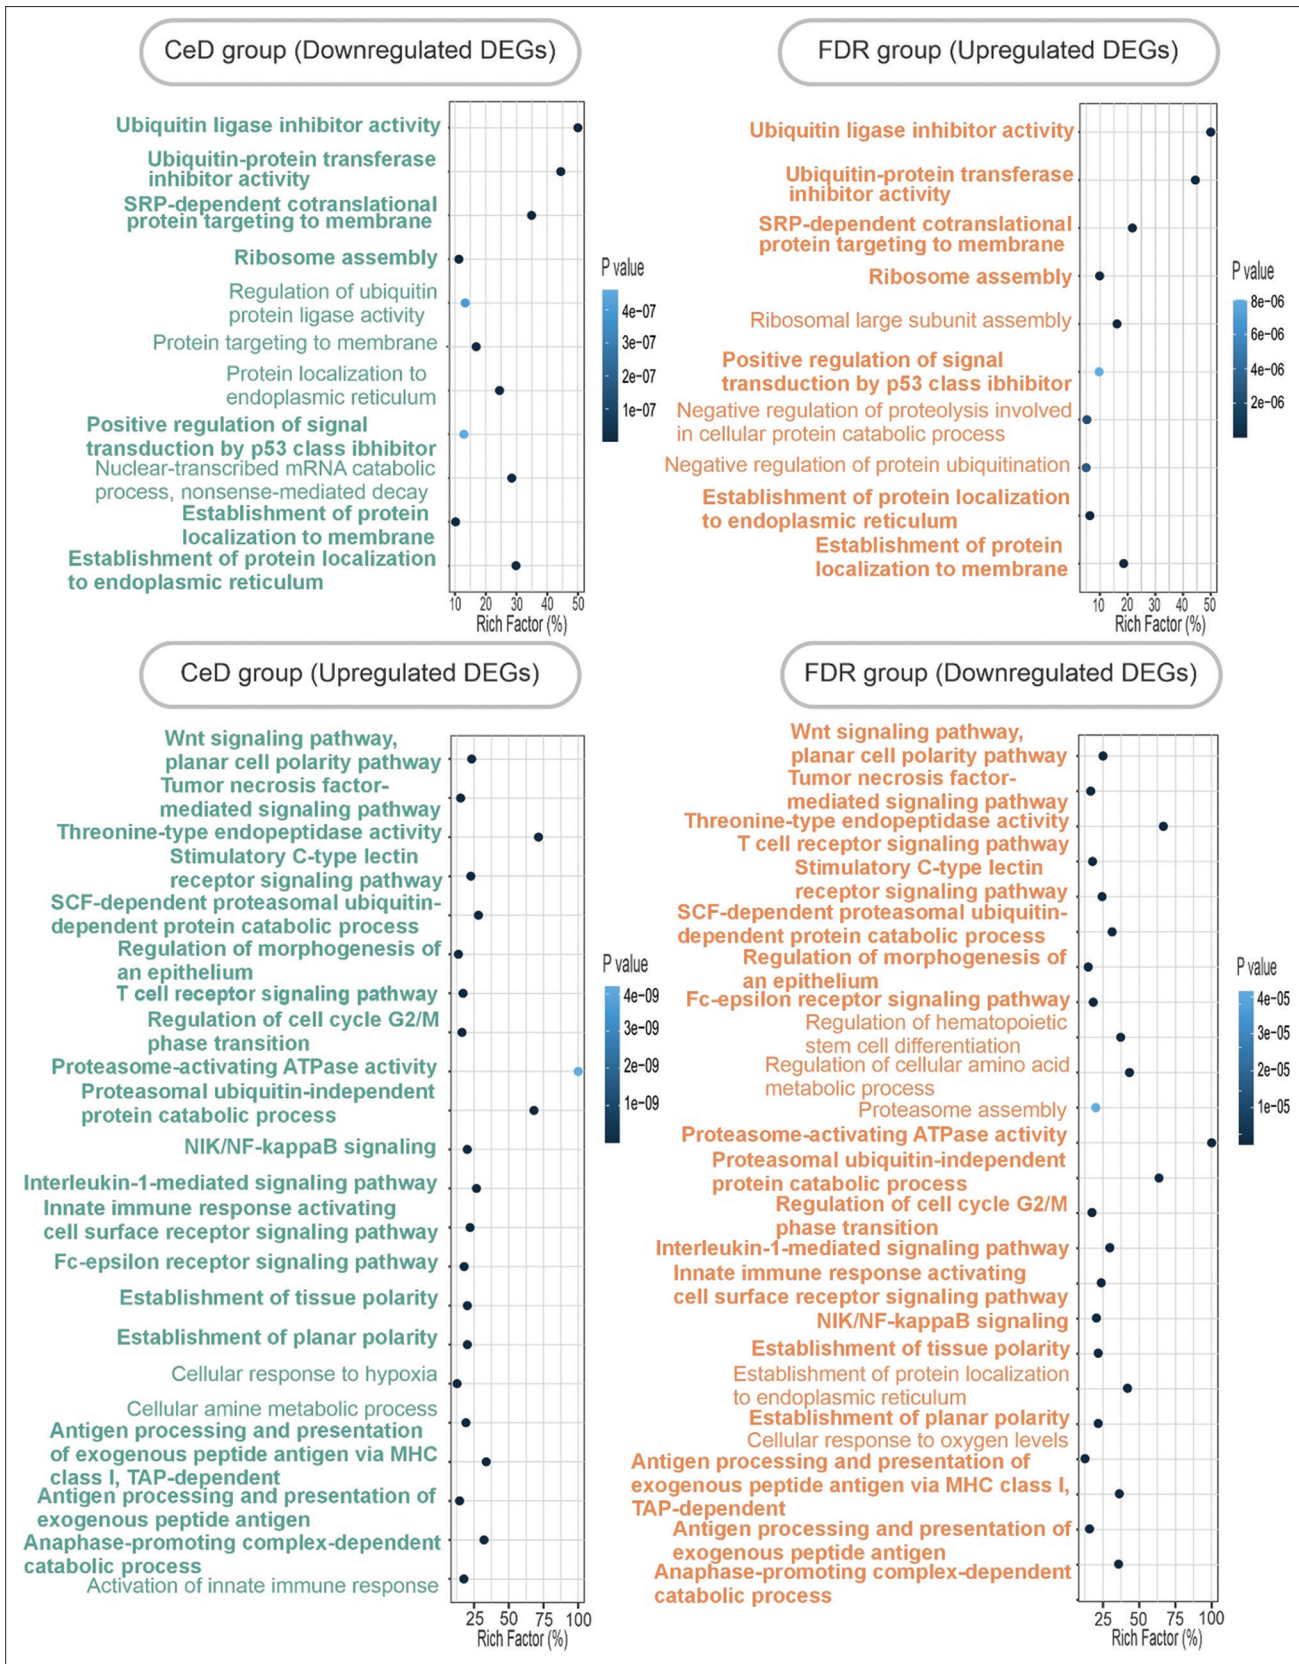 CeD group (Downregulated DEGs)
Ubiquitin ligase inhibitor activity
Ubiquitin-protein transferase
inhibitor activity
SRP-dependent cotranslational
protein targeting to membrane
Ribosome assembly
Regulation of ubiquitin
protein ligase activity
Protein targeting to membrane
Protein localization to
endoplasmic reticulum
Positive regulation of signal
transduction by p53 class ibhibitor
Nuclear-transcribed mRNA catabolic
process, nonsense-mediated decay
Establishment of protein
localization to membrane
Establishment of protein localization
to endoplasmic reticulum
10 20 30 40 50
Rich Factor (%)
P value
4e-07
3e-07
2e-07
1e-07
FDR group (Upregulated DEGs)
Ubiquitin ligase inhibitor activity
Ubiquitin-protein transferase
inhibitor activity
SRP-dependent cotranslational
protein targeting to membrane
Ribosome assembly
Ribosomal large subunit assembly
Positive regulation of signal
transduction by p53 class ibhibitor
Negative regulation of proteolysis involved
in cellular protein catabolic process
Negative regulation of protein ubiquitination
Establishment of protein localization
to endoplasmic reticulum
Establishment of protein
localization to membrane
10 20 30 40 50
Rich Factor (%)
P value
8e-06
6e-06
4e-06
2e-06
CeD group (Upregulated DEGs)
Wnt signaling pathway,
planar cell polarity pathway
Tumor necrosis factor-
mediated signaling pathway
Threonine-type endopeptidase activity
Stimulatory C-type lectin
receptor signaling pathway
SCF-dependent proteasomal ubiquitin-
dependent protein catabolic process
Regulation of morphogenesis of
an epithelium
T cell receptor signaling pathway
Regulation of cell cycle G2/M
phase transition
Proteasome-activating ATPase activity
Proteasomal ubiquitin-independent
protein catabolic process
NIK/NF-kappaB signaling
Interleukin-1-mediated signaling pathway
Innate immune response activating
cell surface receptor signaling pathway
Fc-epsilon receptor signaling pathway
Establishment of tissue polarity
Establishment of planar polarity
Cellular response to hypoxia
Cellular amine metabolic process
Antigen processing and presentation
of exogenous peptide antigen via MHC
class I, TAP-dependent
Antigen processing and presentation of
exogenous peptide antigen
Anaphase-promoting complex-dependent
catabolic process
Activation of innate immune response
25 50 75 100
Rich Factor (%)
P value
4e-09
3e-09
2e-09
1e-09
FDR group (Downregulated DEGs)
Wnt signaling pathway,
planar cell polarity pathway
Tumor necrosis factor-
mediated signaling pathway
Threonine-type endopeptidase activity
T cell receptor signaling pathway
Stimulatory C-type lectin
receptor signaling pathway
SCF-dependent proteasomal ubiquitin-
dependent protein catabolic process
Regulation of morphogenesis of
an epithelium
Fc-epsilon receptor signaling pathway
Regulation of hematopoietic
stem cell differentiation
Regulation of cellular amino acid
metabolic process
Proteasome assembly
Proteasome-activating ATPase activity
Proteasomal ubiquitin-independent
protein catabolic process
Regulation of cell cycle G2/M
phase transition
Interleukin-1-mediated signaling pathway
Innate immune response activating
cell surface receptor signaling pathway
NIK/NF-kappaB signaling
Establishment of tissue polarity
Establishment of protein localization
to endoplasmic reticulum
Establishment of planar polarity
Cellular response to oxygen levels
Antigen processing and presentation of
exogenous peptide antigen via MHC class I,
TAP-dependent
Antigen processing and presentation of
exogenous peptide antigen
Anaphase-promoting complex-dependent
catabolic process
25 50 75 100
Rich Factor (%)
P value
4e-05
3e-05
2e-05
1e-05